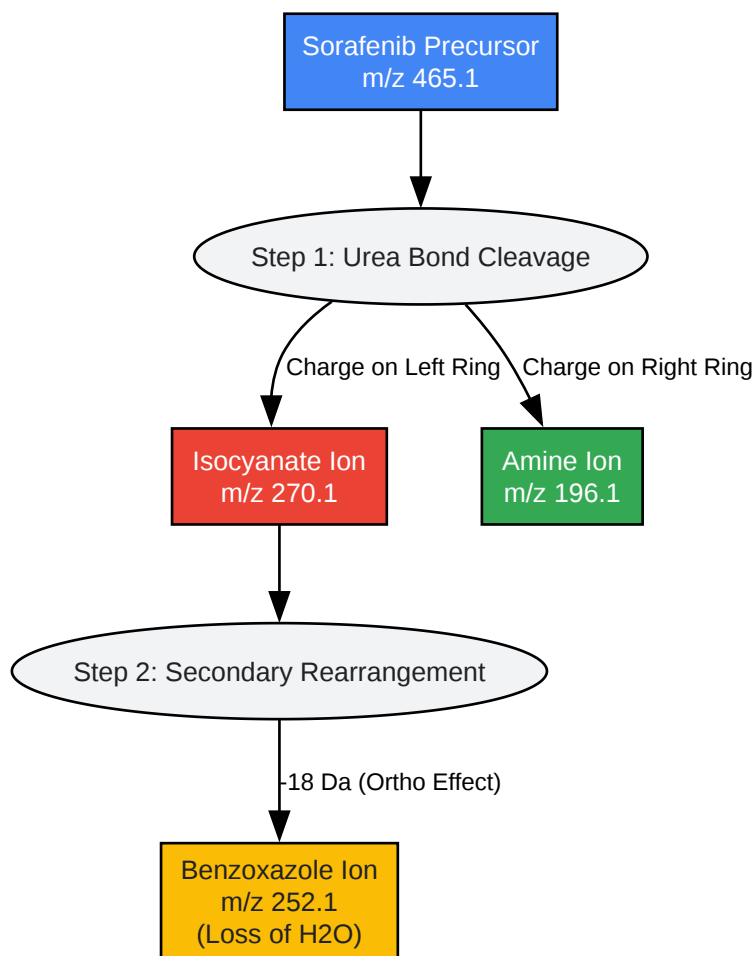 Sorafenib Precursor
m/z 465.1
Step 1: Urea Bond Cleavage
Charge on Left Ring
Charge on Right Ring
Isocyanate Ion
m/z 270.1
Amine Ion
m/z 196.1
Step 2: Secondary Rearrangement
-18 Da (Ortho Effect)
Benzoxazole Ion
m/z 252.1
(Loss of H2O)